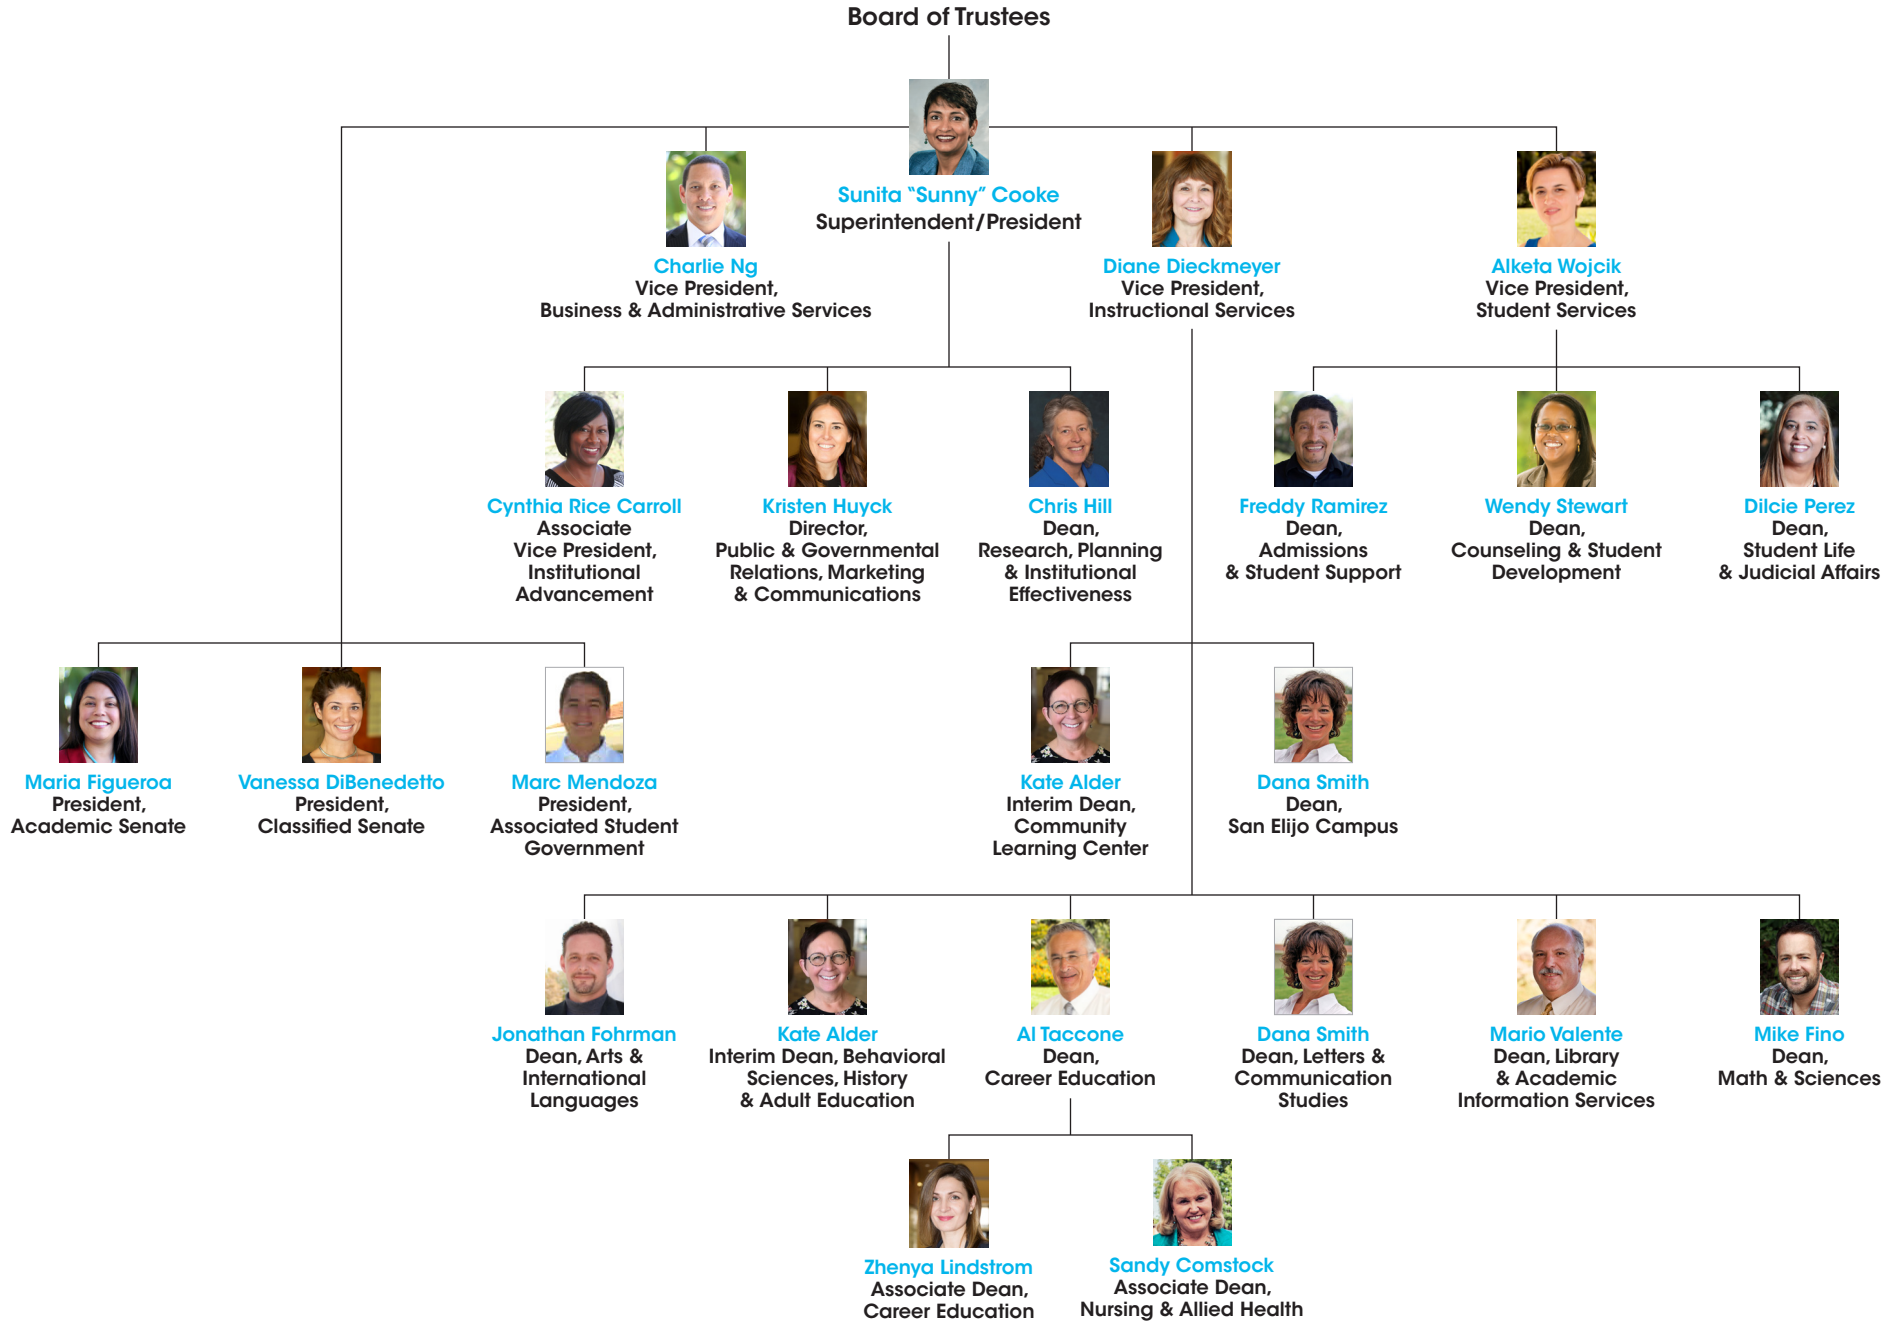 Board of Trustees
Sunita “Sunny” Cooke
Superintendent/President
Charlie Ng
Vice President,
Business & Administrative Services
Diane Dieckmeyer
Vice President,
Instructional Services
Alketa Wojcik
Vice President,
Student Services
Cynthia Rice Carroll
Associate
Vice President,
Institutional
Advancement
Kristen Huyck
Director,
Public & Governmental
Relations, Marketing
& Communications
Chris Hill
Dean,
Research, Planning
& Institutional
Effectiveness
Freddy Ramirez
Dean,
Admissions
& Student Support
Wendy Stewart
Dean,
Counseling & Student
Development
Dilcie Perez
Dean,
Student Life
& Judicial Affairs
Maria Figueroa
President,
Academic Senate
Vanessa DiBenedetto
President,
Classified Senate
Marc Mendoza
President,
Associated Student
Government
Kate Alder
Interim Dean,
Community
Learning Center
Dana Smith
Dean,
San Elijo Campus
Jonathan Fohrman
Dean, Arts &
International
Languages
Kate Alder
Interim Dean, Behavioral
Sciences, History
& Adult Education
Al Taccone
Dean,
Career Education
Dana Smith
Dean, Letters &
Communication
Studies
Mario Valente
Dean, Library
& Academic
Information Services
Mike Fino
Dean,
Math & Sciences
Zhenya Lindstrom
Associate Dean,
Career Education
Sandy Comstock
Associate Dean,
Nursing & Allied Health